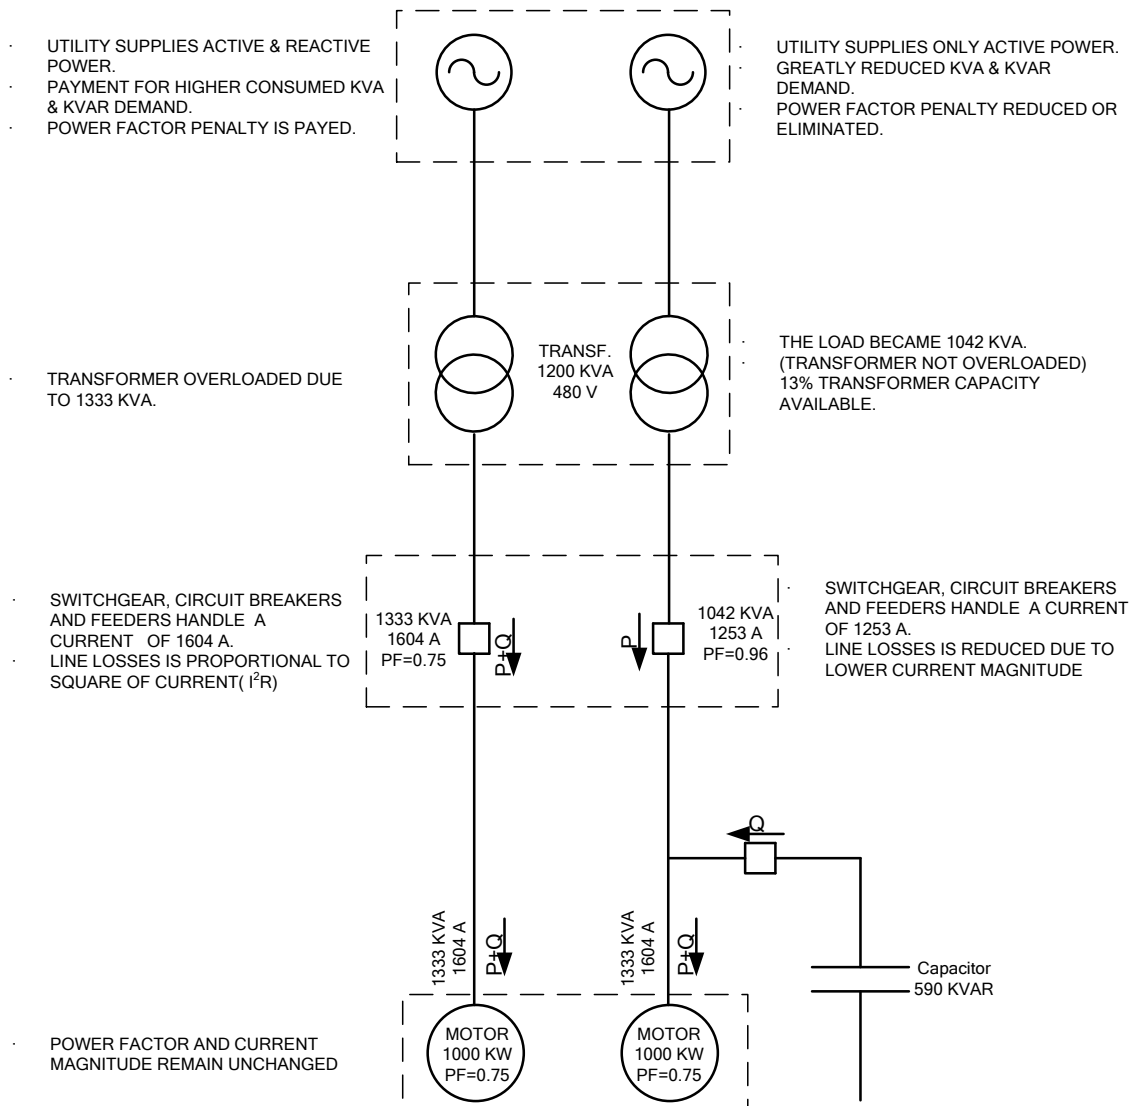 · UTILITY SUPPLIES ACTIVE & REACTIVE
POWER.
· PAYMENT FOR HIGHER CONSUMED KVA
& KVAR DEMAND.
· POWER FACTOR PENALTY IS PAYED.
· UTILITY SUPPLIES ONLY ACTIVE POWER.
· GREATLY REDUCED KVA & KVAR
DEMAND.
· POWER FACTOR PENALTY REDUCED OR
ELIMINATED.
· TRANSFORMER OVERLOADED DUE
TO 1333 KVA.
TRANSF.
1200 KVA
480 V
· THE LOAD BECAME 1042 KVA.
· (TRANSFORMER NOT OVERLOADED)
13% TRANSFORMER CAPACITY
AVAILABLE.
· SWITCHGEAR, CIRCUIT BREAKERS
AND FEEDERS HANDLE A
CURRENT OF 1604 A.
· LINE LOSSES IS PROPORTIONAL TO
SQUARE OF CURRENT( I²R)
1333 KVA
1604 A
PF=0.75
P+Q
P
1042 KVA
1253 A
PF=0.96
· SWITCHGEAR, CIRCUIT BREAKERS
AND FEEDERS HANDLE A CURRENT
OF 1253 A.
· LINE LOSSES IS REDUCED DUE TO
LOWER CURRENT MAGNITUDE
Q
1333 KVA
1604 A
P+Q
1333 KVA
1604 A
P+Q
Capacitor
590 KVAR
· POWER FACTOR AND CURRENT
MAGNITUDE REMAIN UNCHANGED
MOTOR
1000 KW
PF=0.75
MOTOR
1000 KW
PF=0.75